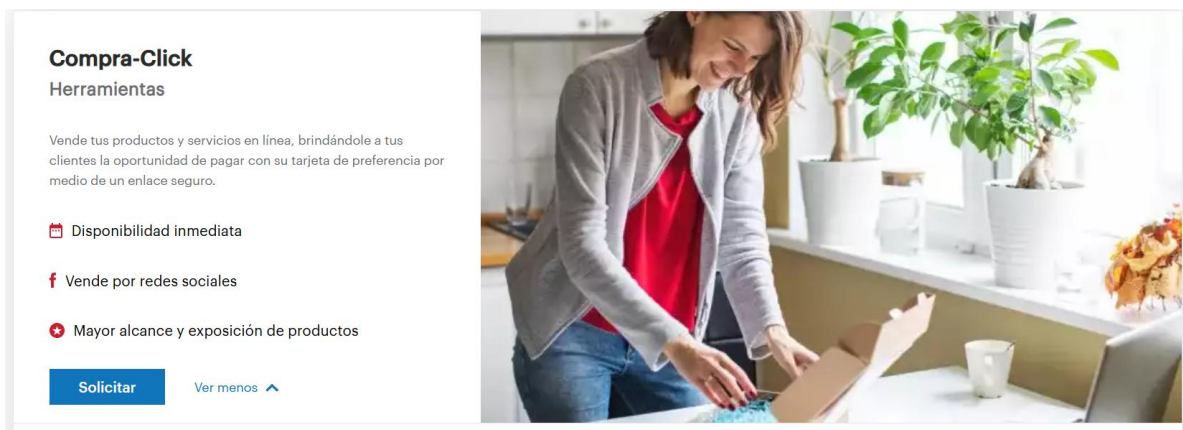 Compra-Click
Herramientas
Vende tus productos y servicios en línea, brindándole a tus
clientes la oportunidad de pagar con su tarjeta de preferencia por
medio de un enlace seguro.
Disponibilidad inmediata
Vende por redes sociales
Mayor alcance y exposición de productos
Solicitar
Ver menos